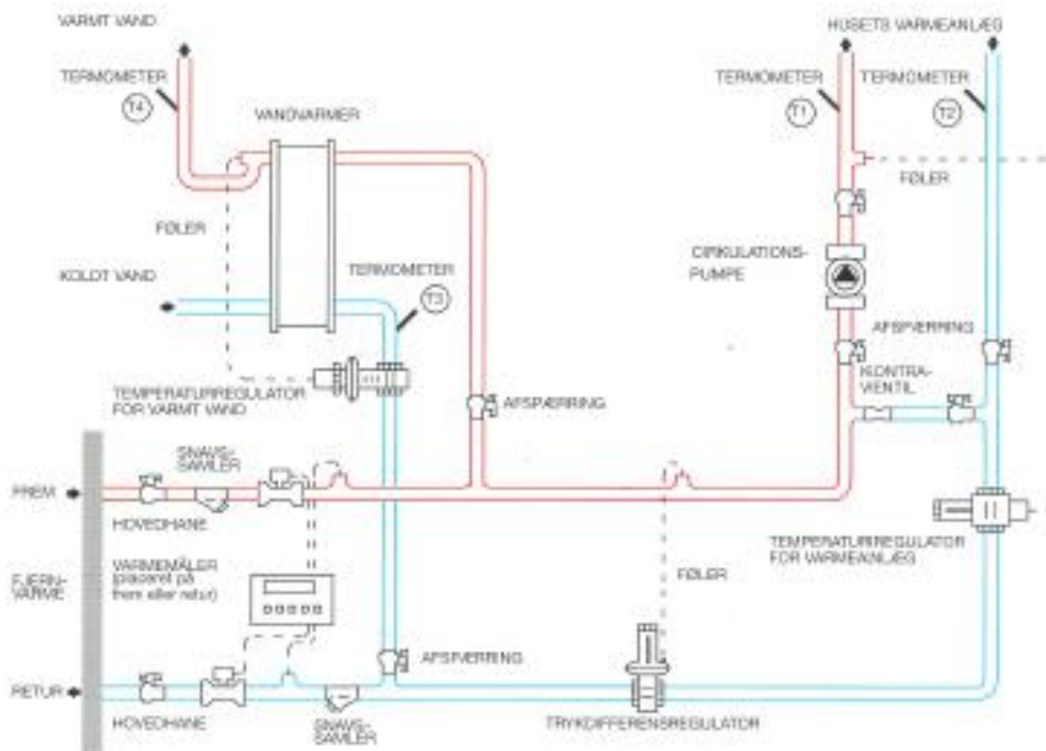 VARMT VAND
HUSETS VARMEANLÆG
TERMOMETER
TERMOMETER
TERMOMETER
T4
T1
T2
VANDVARMER
FØLER
FØLER
CIRKULATIONS-
PUMPE
KOLDT VAND
TERMOMETER
T3
AFSPÆRRING
KONTRA-
VENTIL
TEMPERATURREGULATOR
FOR VARMT VAND
AFSPÆRRING
SNAVS-
SAMLER
FREM
HOVEDHANE
TEMPERATURREGULATOR
FOR VARMEANLÆG
FJERN-
VARME
VARMEMÅLER
(placeret på
frem eller retur)
FØLER
AFSPÆRRING
RETUR
HOVEDHANE
SNAVS-
SAMLER
TRYKDIFFERENSREGULATOR